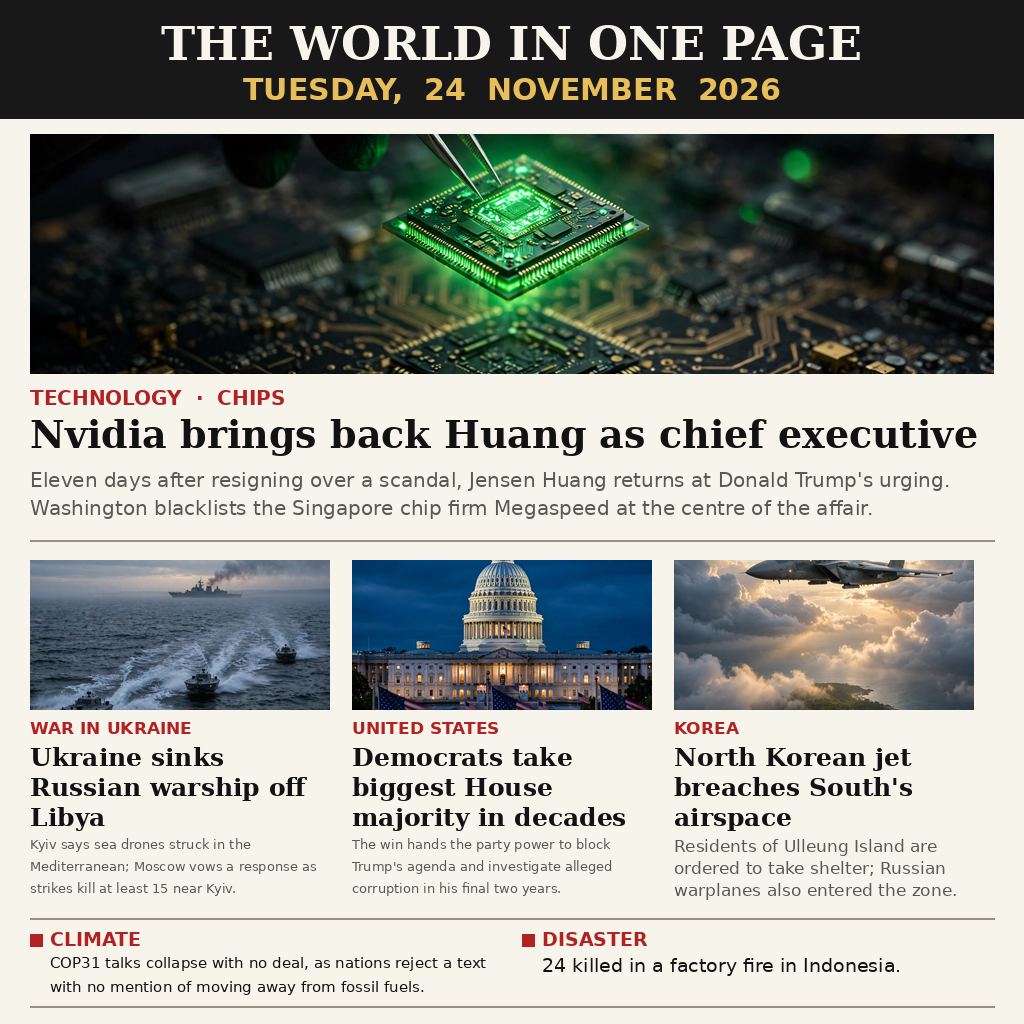 THE WORLD IN ONE PAGE
TUESDAY, 24 NOVEMBER 2026
TECHNOLOGY · CHIPS
Nvidia brings back Huang as chief executive
Eleven days after resigning over a scandal, Jensen Huang returns at Donald Trump's urging.
Washington blacklists the Singapore chip firm Megaspeed at the centre of the affair.
WAR IN UKRAINE
Ukraine sinks
Russian warship off
Libya
Kyiv says sea drones struck in the
Mediterranean; Moscow vows a response as
strikes kill at least 15 near Kyiv.
UNITED STATES
Democrats take
biggest House
majority in decades
The win hands the party power to block
Trump's agenda and investigate alleged
corruption in his final two years.
KOREA
North Korean jet
breaches South's
airspace
Residents of Ulleung Island are
ordered to take shelter; Russian
warplanes also entered the zone.
CLIMATE
COP31 talks collapse with no deal, as nations reject a text
with no mention of moving away from fossil fuels.
DISASTER
24 killed in a factory fire in Indonesia.